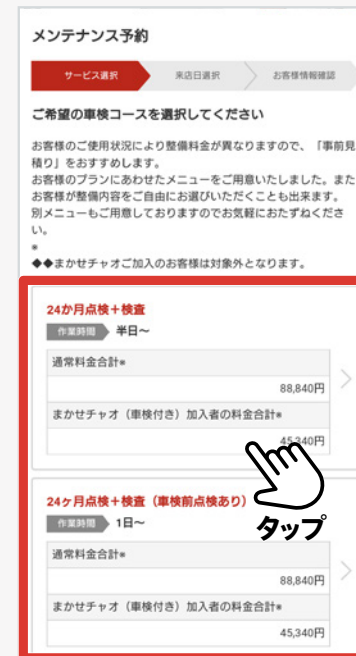 メンテナンス予約
サービス選択
来店日選択
お客様情報確認
ご希望の車検コースを選択してください
お客様のご使用状況により整備料金が異なりますので、「事前見
積り」をおすすめします。
お客様のプランにあわせたメニューをご用意いたしました。また
お客様が整備内容をご自由にお選びいただくことも出来ます。
別メニューもご用意しておりますのでお気軽におたずねくださ
い。
※
◆◆まかせチャオご加入のお客様は対象外となります。
24か月点検＋検査
作業時間 半日～
通常料金合計※
88,840円
まかせチャオ（車検付き）加入者の料金合計※
45,340円
24ヶ月点検＋検査（車検前点検あり）
作業時間 1日～
タップ
通常料金合計※
88,840円
まかせチャオ（車検付き）加入者の料金合計※
45,340円